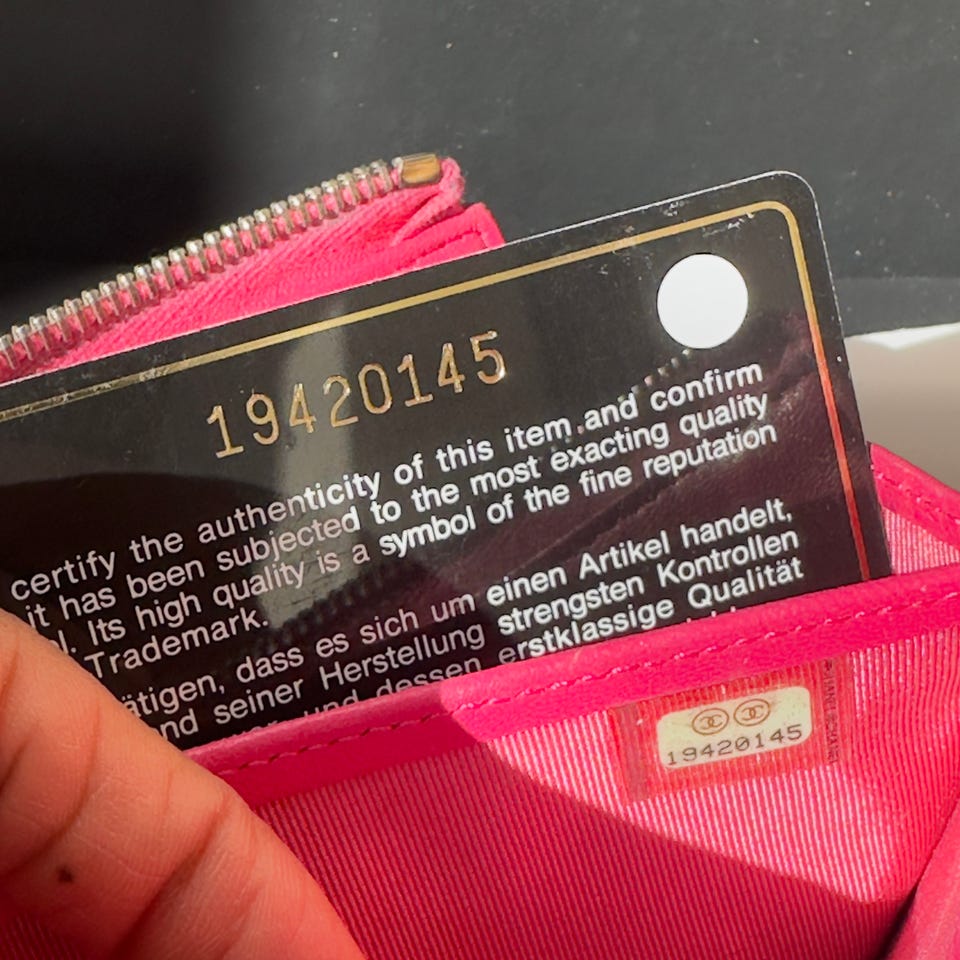 19420145
certify the authenticity of this item and confirm
it has been subjected to the most exacting quality
l. Its high quality is a symbol of the fine reputation
Trademark.
ätigen, dass es sich um einen Artikel handelt,
nd seiner Herstellung strengsten Kontrollen
und dessen erstklassige Qualität
19420145